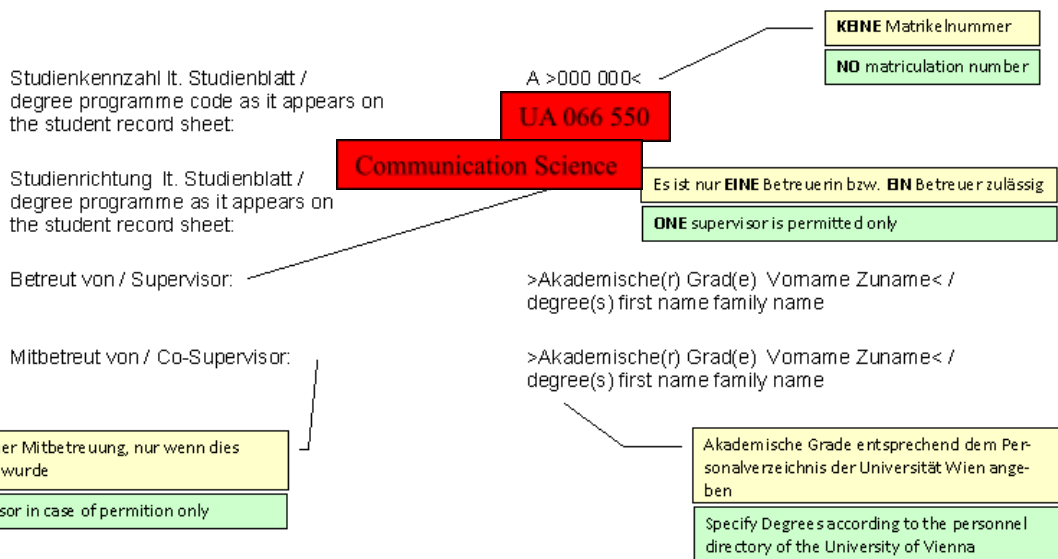 KEINE Matrikelnummer
NO matriculation number
Studienkennzahl lt. Studienblatt /
degree programme code as it appears on
the student record sheet:
A >000 000<
UA 066 550
Communication Science
Studienrichtung lt. Studienblatt /
degree programme as it appears on
the student record sheet:
Es ist nur EINE Betreuerin bzw. EIN Betreuer zulässig
ONE supervisor is permitted only
Betreut von / Supervisor:
>Akademische(r) Grad(e) Vorname Zuname< /
degree(s) first name family name
Mitbetreut von / Co-Supervisor:
>Akademische(r) Grad(e) Vorname Zuname< /
degree(s) first name family name
er Mitbetreuung, nur wenn dies
wurde
sor in case of permition only
Akademische Grade entsprechend dem Per-
sonalverzeichnis der Universität Wien ange-
ben
Specify Degrees according to the personnel
directory of the University of Vienna